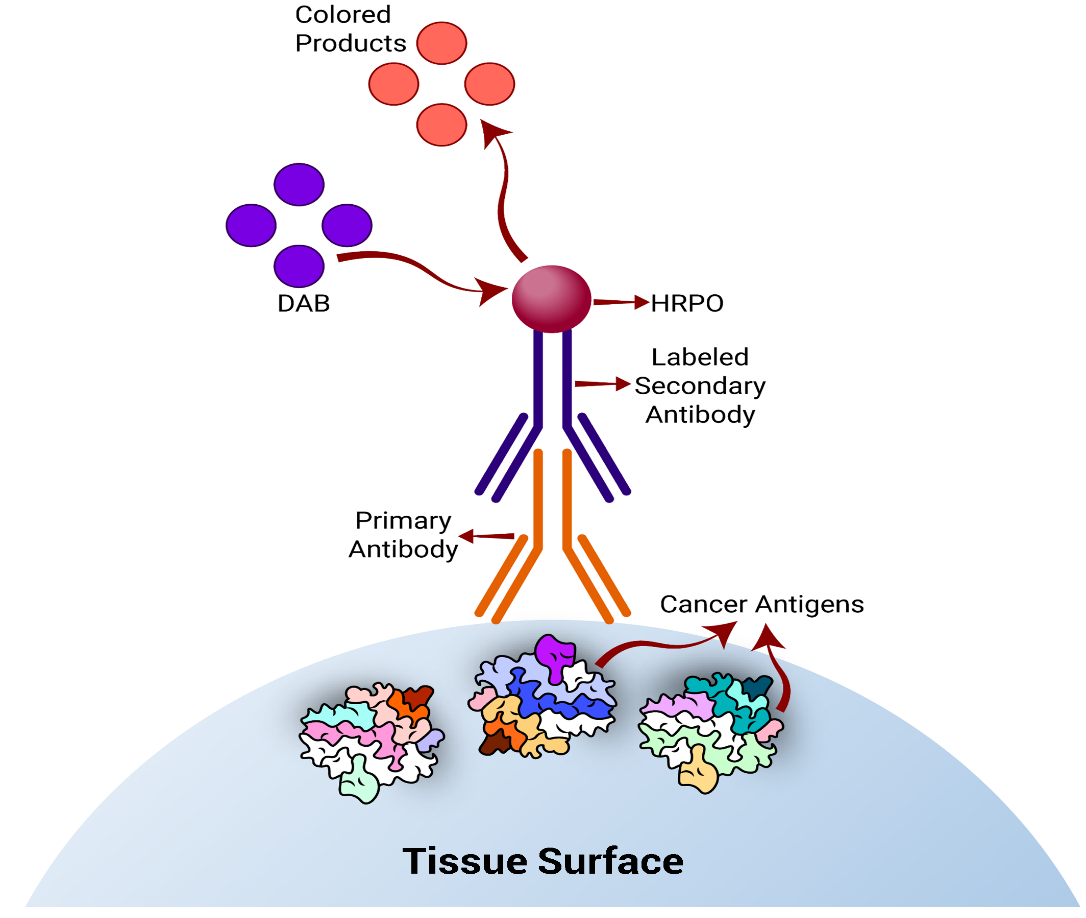 Colored
Products
DAB
HRPO
Labeled
Secondary
Antibody
Primary
Antibody
Cancer Antigens
Tissue Surface